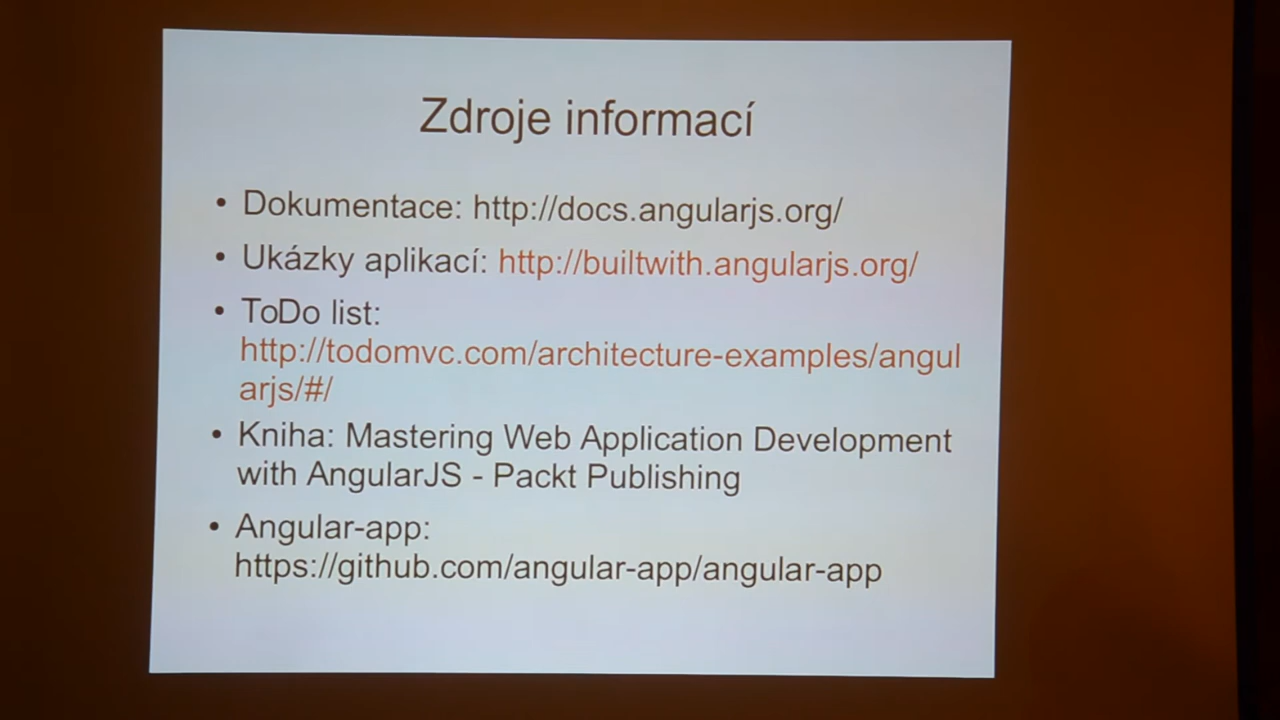 Zdroje informací
• Dokumentace: http://docs.angularjs.org/
• Ukázky aplikací: http://builtwith.angularjs.org/
• ToDo list:
http://todomvc.com/architecture-examples/angul
arjs/#/
• Kniha: Mastering Web Application Development
with AngularJS - Packt Publishing
• Angular-app:
https://github.com/angular-app/angular-app